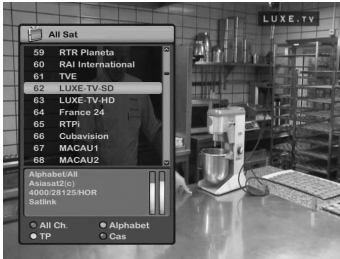 LUXE.TV
All Sat
59 RTR Planeta
60 RAI International
61 TVE
62 LUXE-TV-SD
63 LUXE-TV-HD
64 France 24
65 RTPi
66 Cubavision
67 MACAU1
68 MACAU2
Alphabet/All
Asiasat2(c)
4000/28125/HOR
Satlink
All Ch. Alphabet
TP Cas